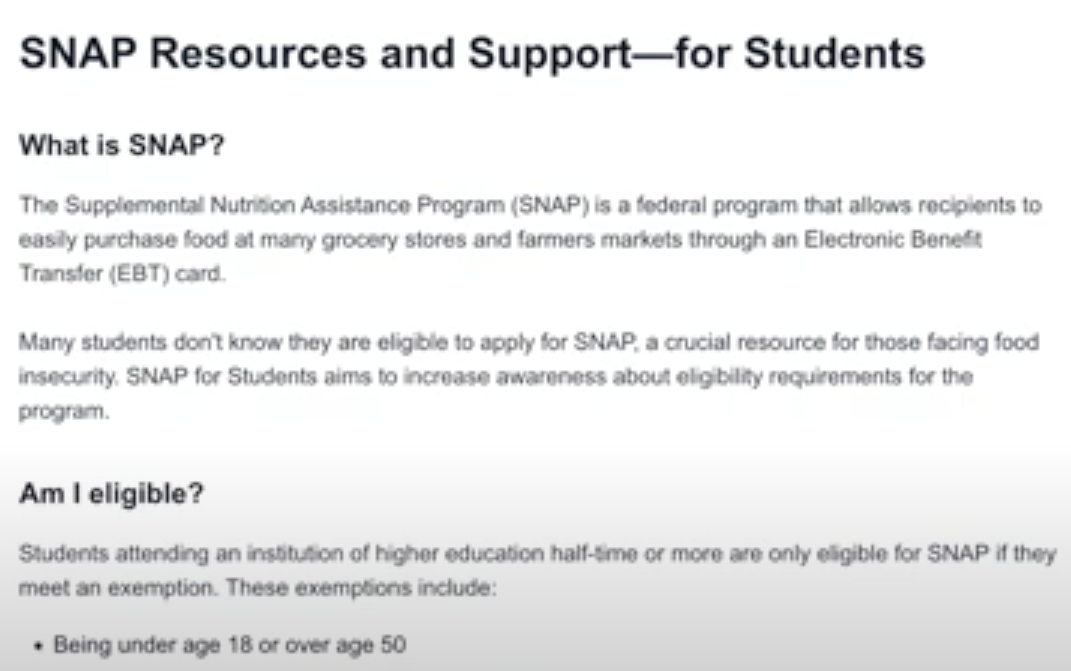 SNAP Resources and Support—for Students
What is SNAP?
The Supplemental Nutrition Assistance Program (SNAP) is a federal program that allows recipients to
easily purchase food at many grocery stores and farmers markets through an Electronic Benefit
Transfer (EBT) card.
Many students don't know they are eligible to apply for SNAP, a crucial resource for those facing food
insecurity. SNAP for Students aims to increase awareness about eligibility requirements for the
program.
Am I eligible?
Students attending an institution of higher education half-time or more are only eligible for SNAP if they
meet an exemption. These exemptions include:
• Being under age 18 or over age 50